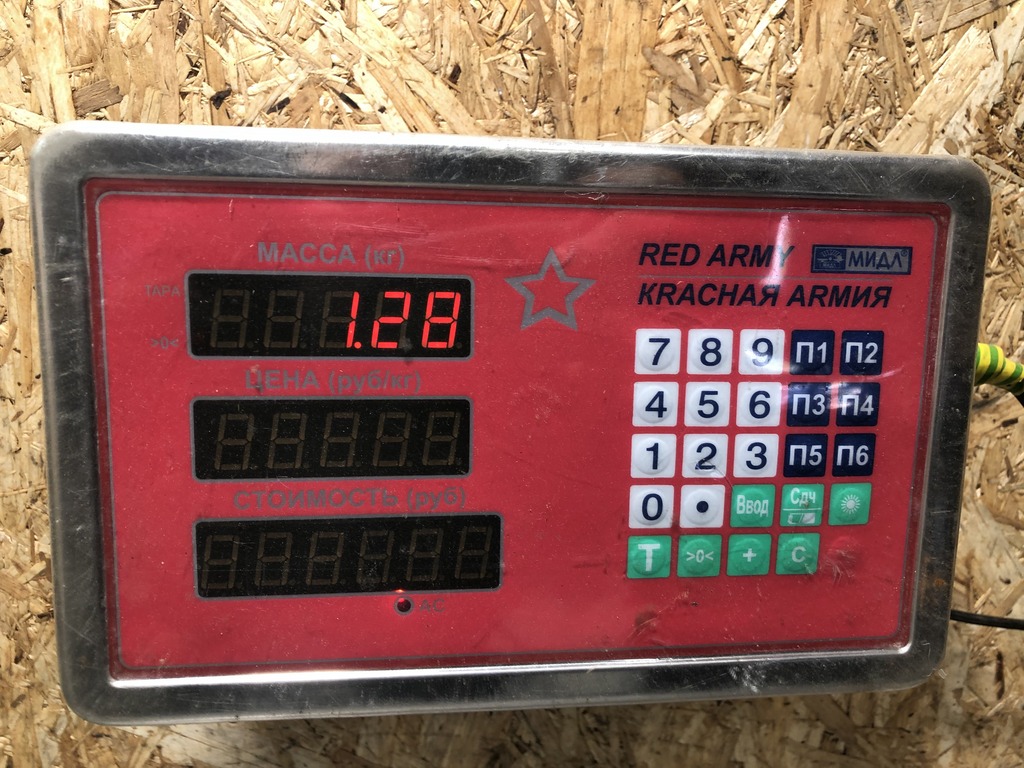 МАССА (кг)
ТАРА
1.28
>0<
ЦЕНА (руб/кг)
СТОИМОСТЬ (руб)
AC
RED ARMY МИДЛ®
КRАСНАЯ АRМИЯ
7 8 9 П1 П2
4 5 6 П3 П4
1 2 3 П5 П6
0 • Ввод Сдч
Т >0< + С